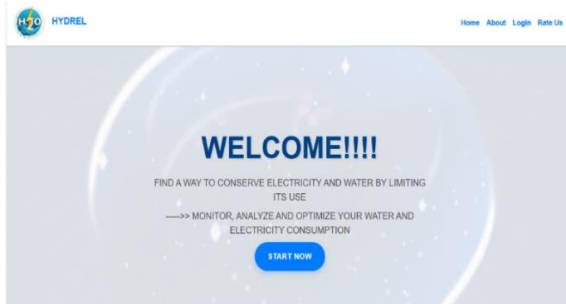 H2O HYDREL Home About Login Rate Us
WELCOME!!!!
FIND A WAY TO CONSERVE ELECTRICITY AND WATER BY LIMITING
ITS USE
----->> MONITOR, ANALYZE AND OPTIMIZE YOUR WATER AND
ELECTRICITY CONSUMPTION
START NOW